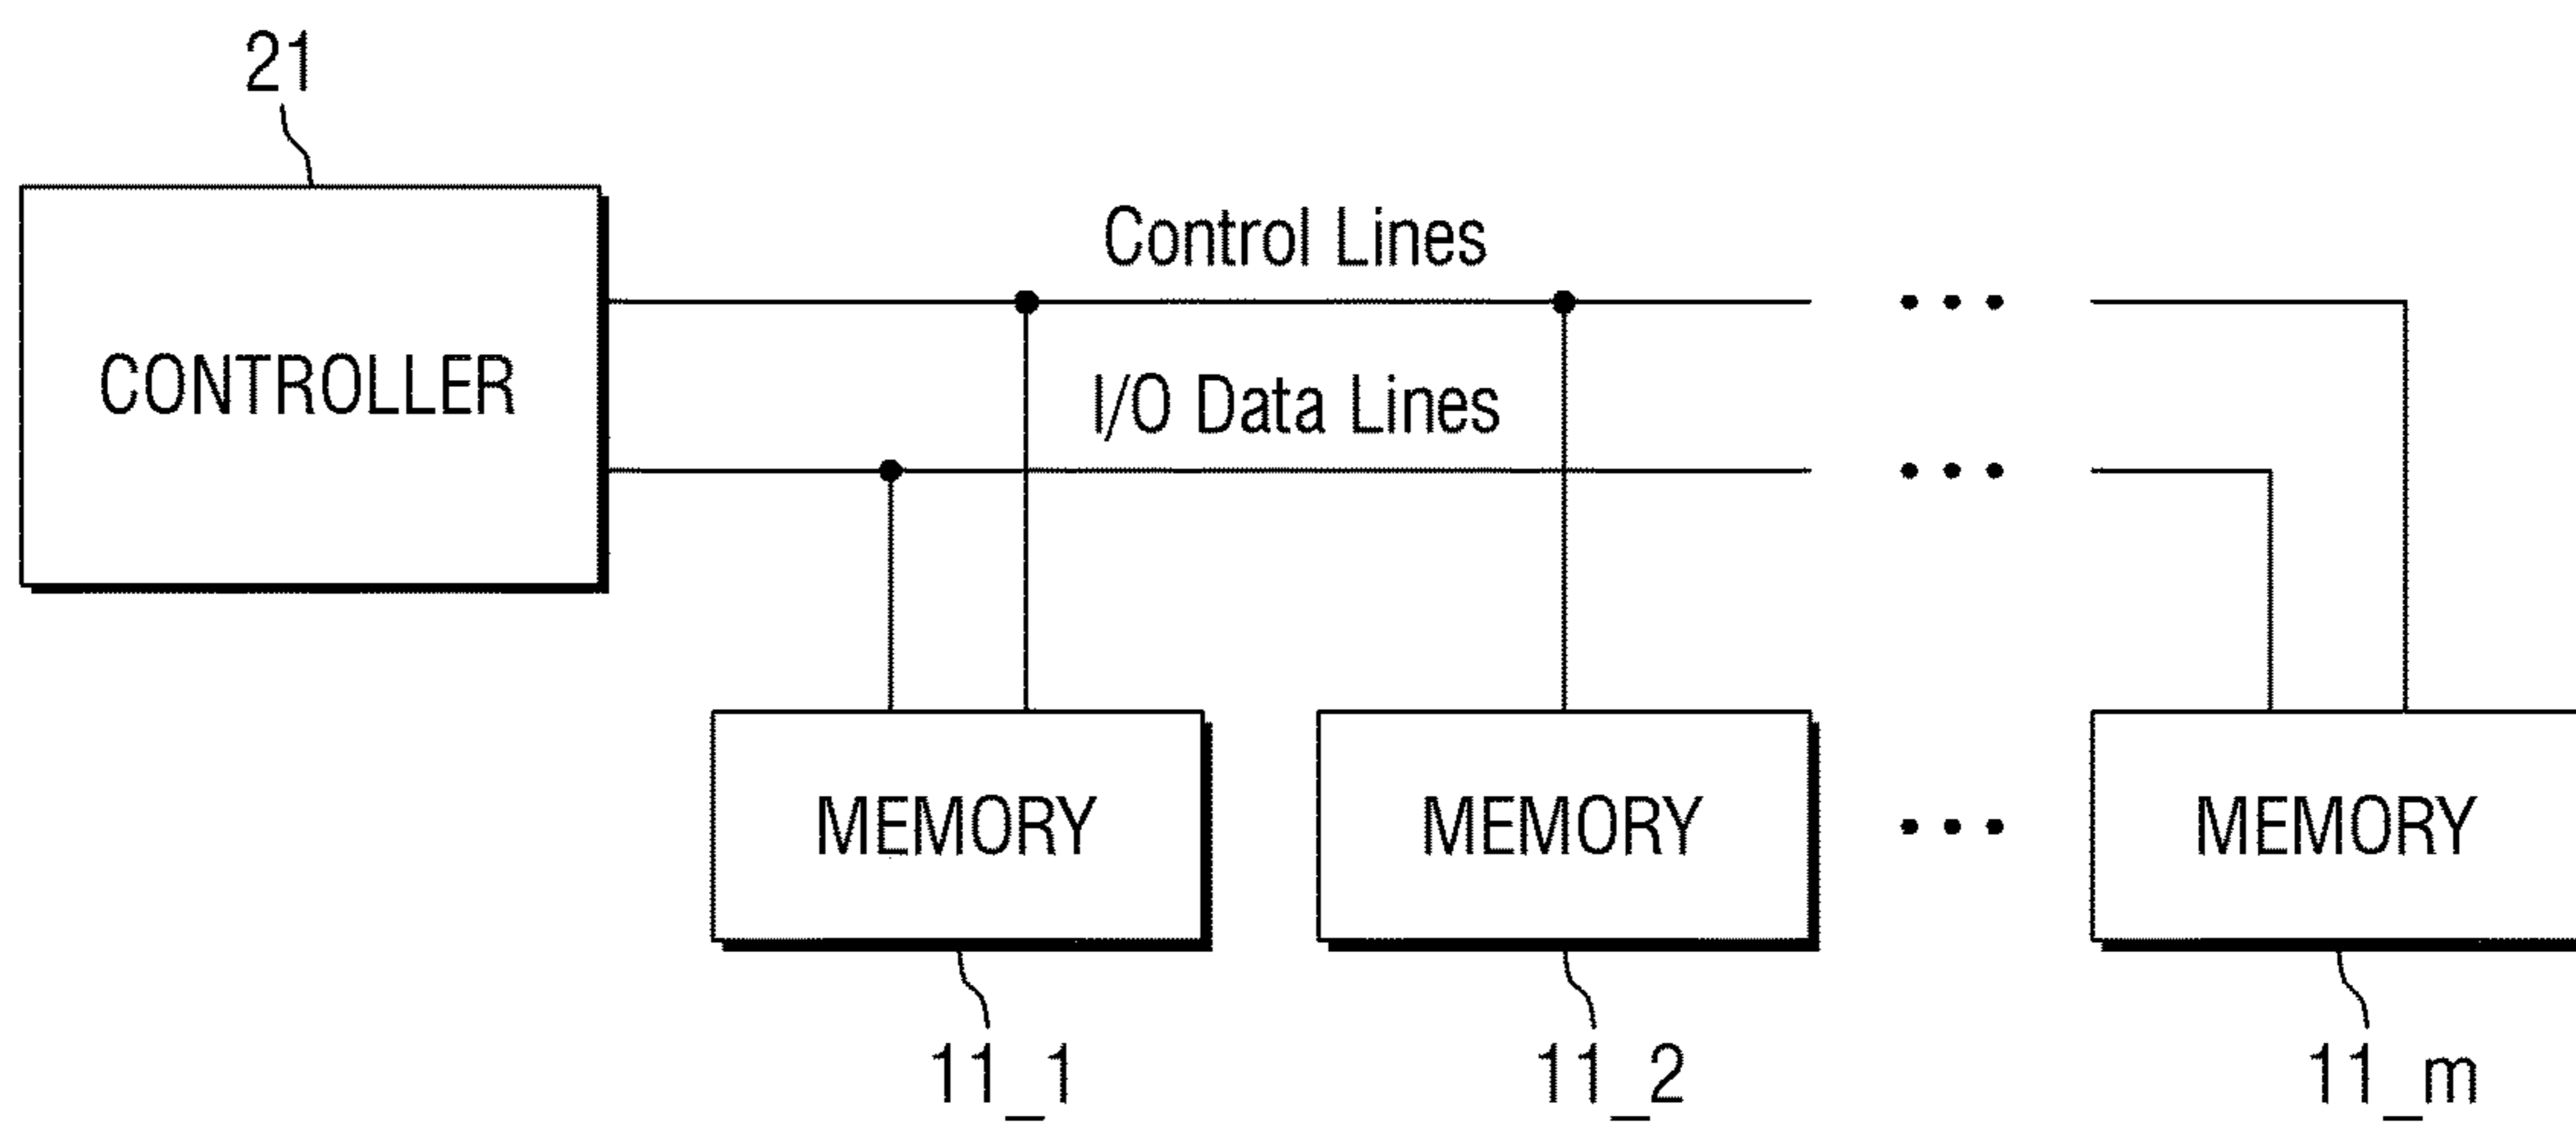 21
Control Lines
CONTROLLER
I/O Data Lines
MEMORY
MEMORY
MEMORY
11_1
11_2
11_m